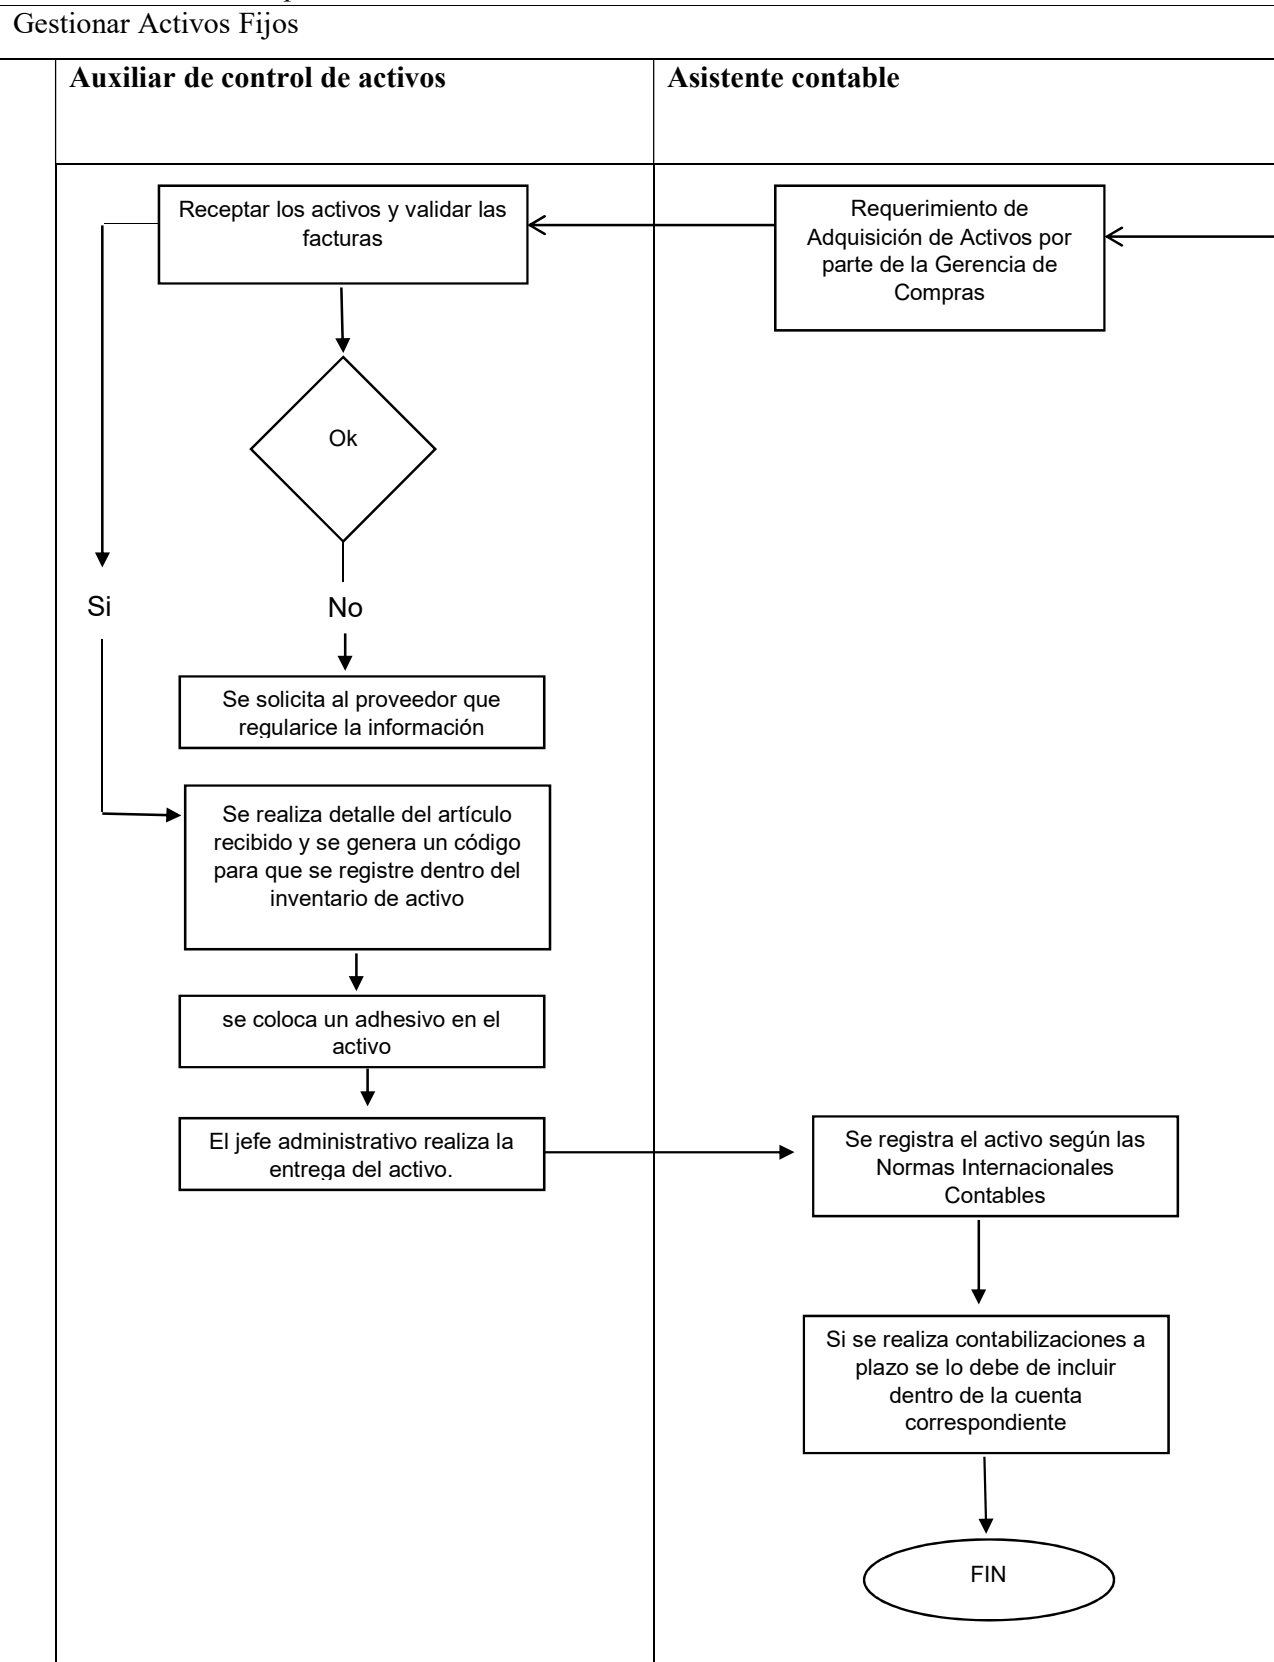 Gestionar Activos Fijos
Auxiliar de control de activos
Asistente contable
Receptar los activos y validar las
facturas
Requerimiento de
Adquisición de Activos por
parte de la Gerencia de
Compras
Ok
Si
No
Se solicita al proveedor que
regularice la información
Se realiza detalle del artículo
recibido y se genera un código
para que se registre dentro del
inventario de activo
se coloca un adhesivo en el
activo
El jefe administrativo realiza la
entrega del activo.
Se registra el activo según las
Normas Internacionales
Contables
Si se realiza contabilizaciones a
plazo se lo debe de incluir
dentro de la cuenta
correspondiente
FIN